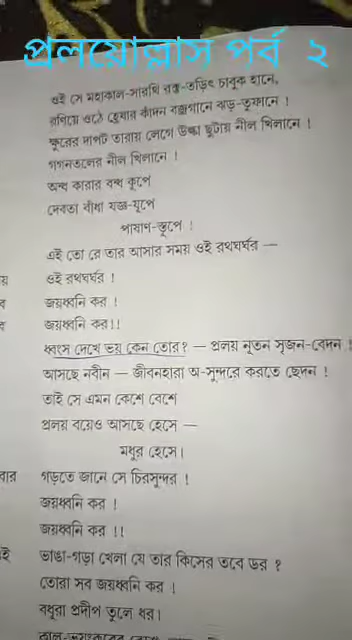 প্রলয়োল্লাস পর্ব ২
ওই সে মহাকাল-সারথি রক্ত-তড়িৎ চাবুক হানে,
রণিয়ে ওঠে হ্রেষার কাঁদন বজ্রগানে ঝড়-তুফানে !
ক্ষুরের দাপট তারায় লেগে উল্কা ছুটায় নীল খিলানে !
গগনতলের নীল খিলানে !
অন্ধ কারার বন্ধ কূপে
দেবতা বাঁধা যজ্ঞ-যূপে
পাষাণ-স্তূপে !
এই তো রে তার আসার সময় ওই রথঘর্ঘর —
ওই রথঘর্ঘর !
জয়ধ্বনি কর !
জয়ধ্বনি কর!!
ধ্বংস দেখে ভয় কেন তোর? — প্রলয় নূতন সৃজন-বেদন !
আসছে নবীন — জীবনহারা অ-সুন্দরে করতে ছেদন !
তাই সে এমন কেশে বেশে
প্রলয় বয়েও আসছে হেসে —
মধুর হেসে।
বার গড়তে জানে সে চিরসুন্দর !
জয়ধ্বনি কর !
জয়ধ্বনি কর !!
ই ভাঙা-গড়া খেলা যে তার কিসের তবে ডর ?
তোরা সব জয়ধ্বনি কর !
বধূরা প্রদীপ তুলে ধর।